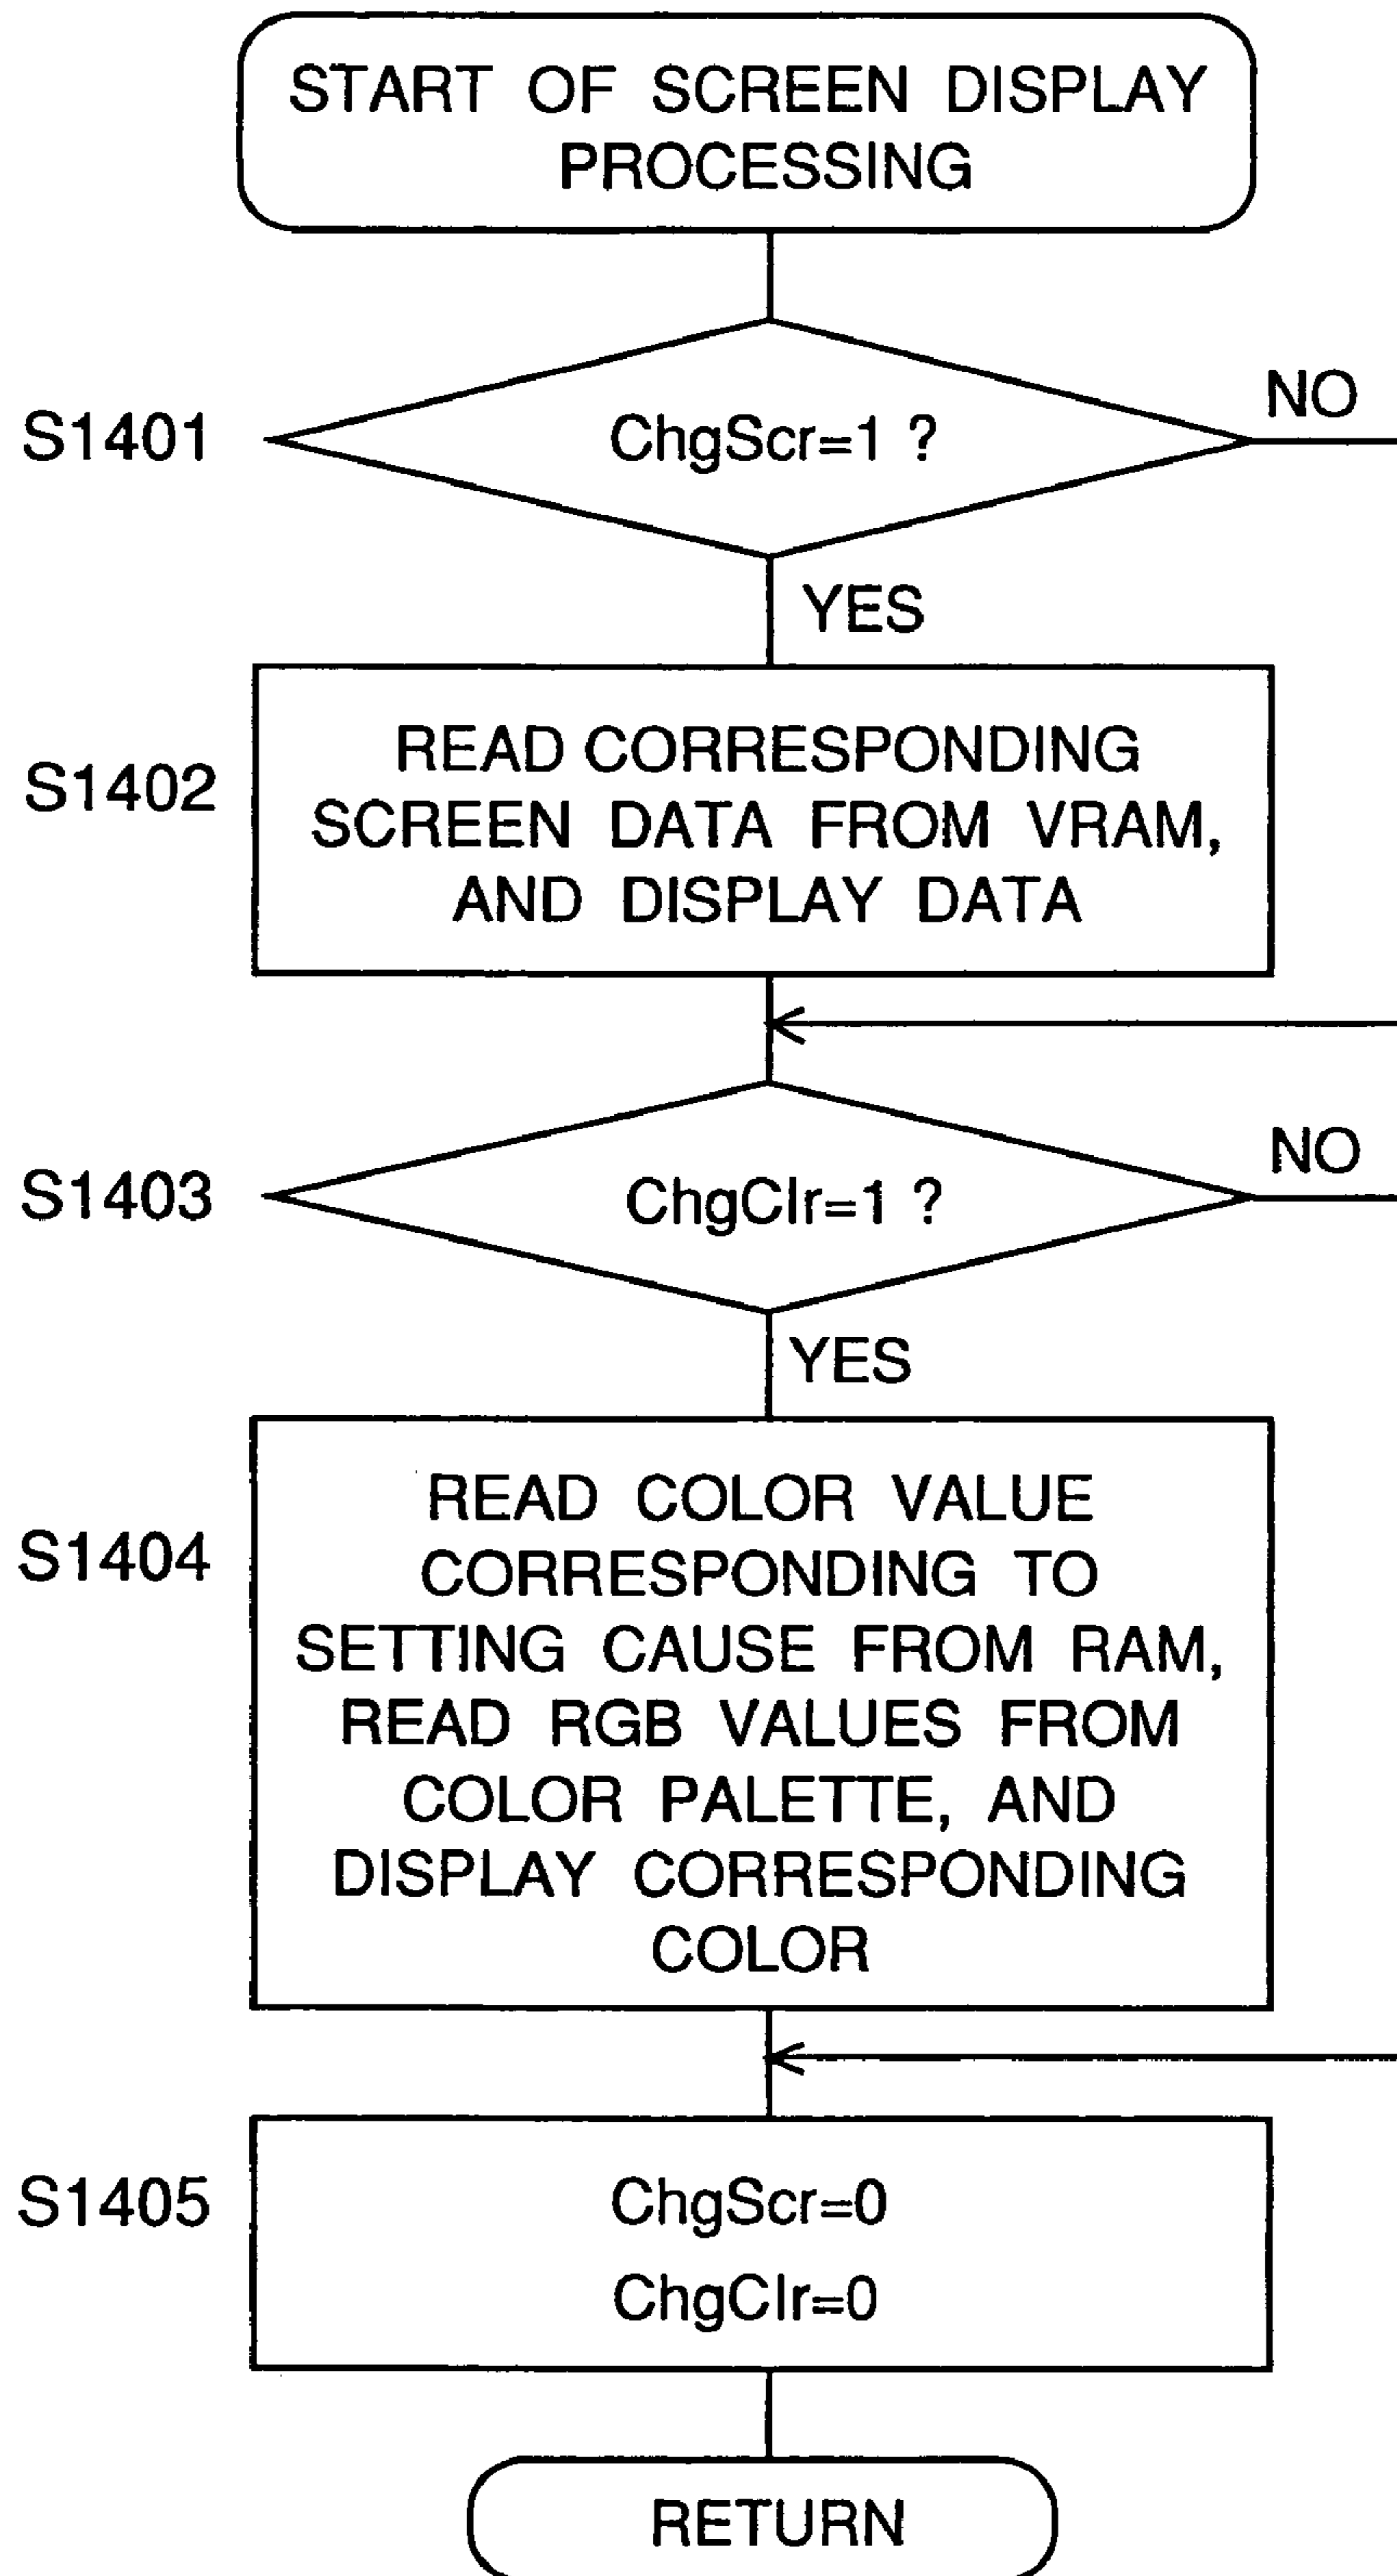 START OF SCREEN DISPLAY
PROCESSING
S1401
ChgScr=1 ?
NO
YES
S1402
READ CORRESPONDING
SCREEN DATA FROM VRAM,
AND DISPLAY DATA
S1403
ChgClr=1 ?
NO
YES
S1404
READ COLOR VALUE
CORRESPONDING TO
SETTING CAUSE FROM RAM,
READ RGB VALUES FROM
COLOR PALETTE, AND
DISPLAY CORRESPONDING
COLOR
S1405
ChgScr=0
ChgClr=0
RETURN